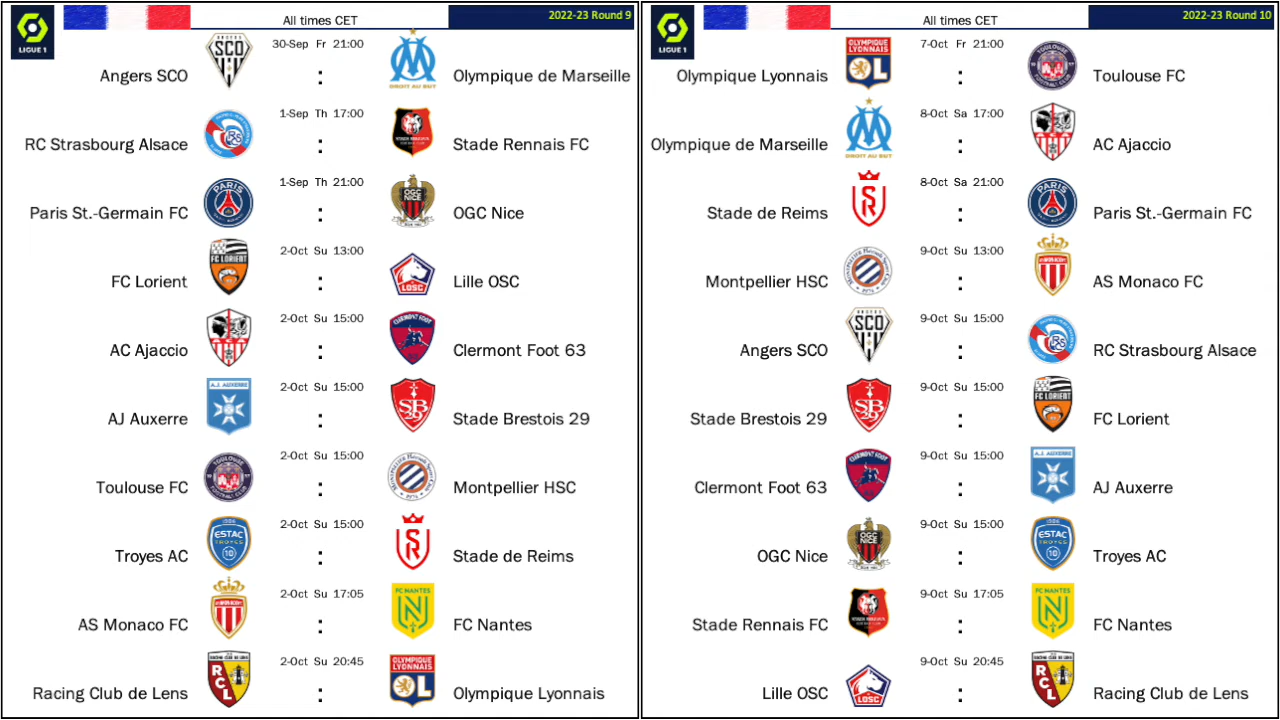 LIGUE 1
All times CET
2022-23 Round 9
30-Sep Fr 21:00
Angers SCO : Olympique de Marseille
1-Sep Th 17:00
RC Strasbourg Alsace : Stade Rennais FC
1-Sep Th 21:00
Paris St.-Germain FC : OGC Nice
2-Oct Su 13:00
FC Lorient : Lille OSC
2-Oct Su 15:00
AC Ajaccio : Clermont Foot 63
2-Oct Su 15:00
AJ Auxerre : Stade Brestois 29
2-Oct Su 15:00
Toulouse FC : Montpellier HSC
2-Oct Su 15:00
Troyes AC : Stade de Reims
2-Oct Su 17:05
AS Monaco FC : FC Nantes
2-Oct Su 20:45
Racing Club de Lens : Olympique Lyonnais
LIGUE 1
All times CET
2022-23 Round 10
7-Oct Fr 21:00
Olympique Lyonnais : Toulouse FC
8-Oct Sa 17:00
Olympique de Marseille : AC Ajaccio
8-Oct Sa 21:00
Stade de Reims : Paris St.-Germain FC
9-Oct Su 13:00
Montpellier HSC : AS Monaco FC
9-Oct Su 15:00
Angers SCO : RC Strasbourg Alsace
9-Oct Su 15:00
Stade Brestois 29 : FC Lorient
9-Oct Su 15:00
Clermont Foot 63 : AJ Auxerre
9-Oct Su 15:00
OGC Nice : Troyes AC
9-Oct Su 17:05
Stade Rennais FC : FC Nantes
9-Oct Su 20:45
Lille OSC : Racing Club de Lens